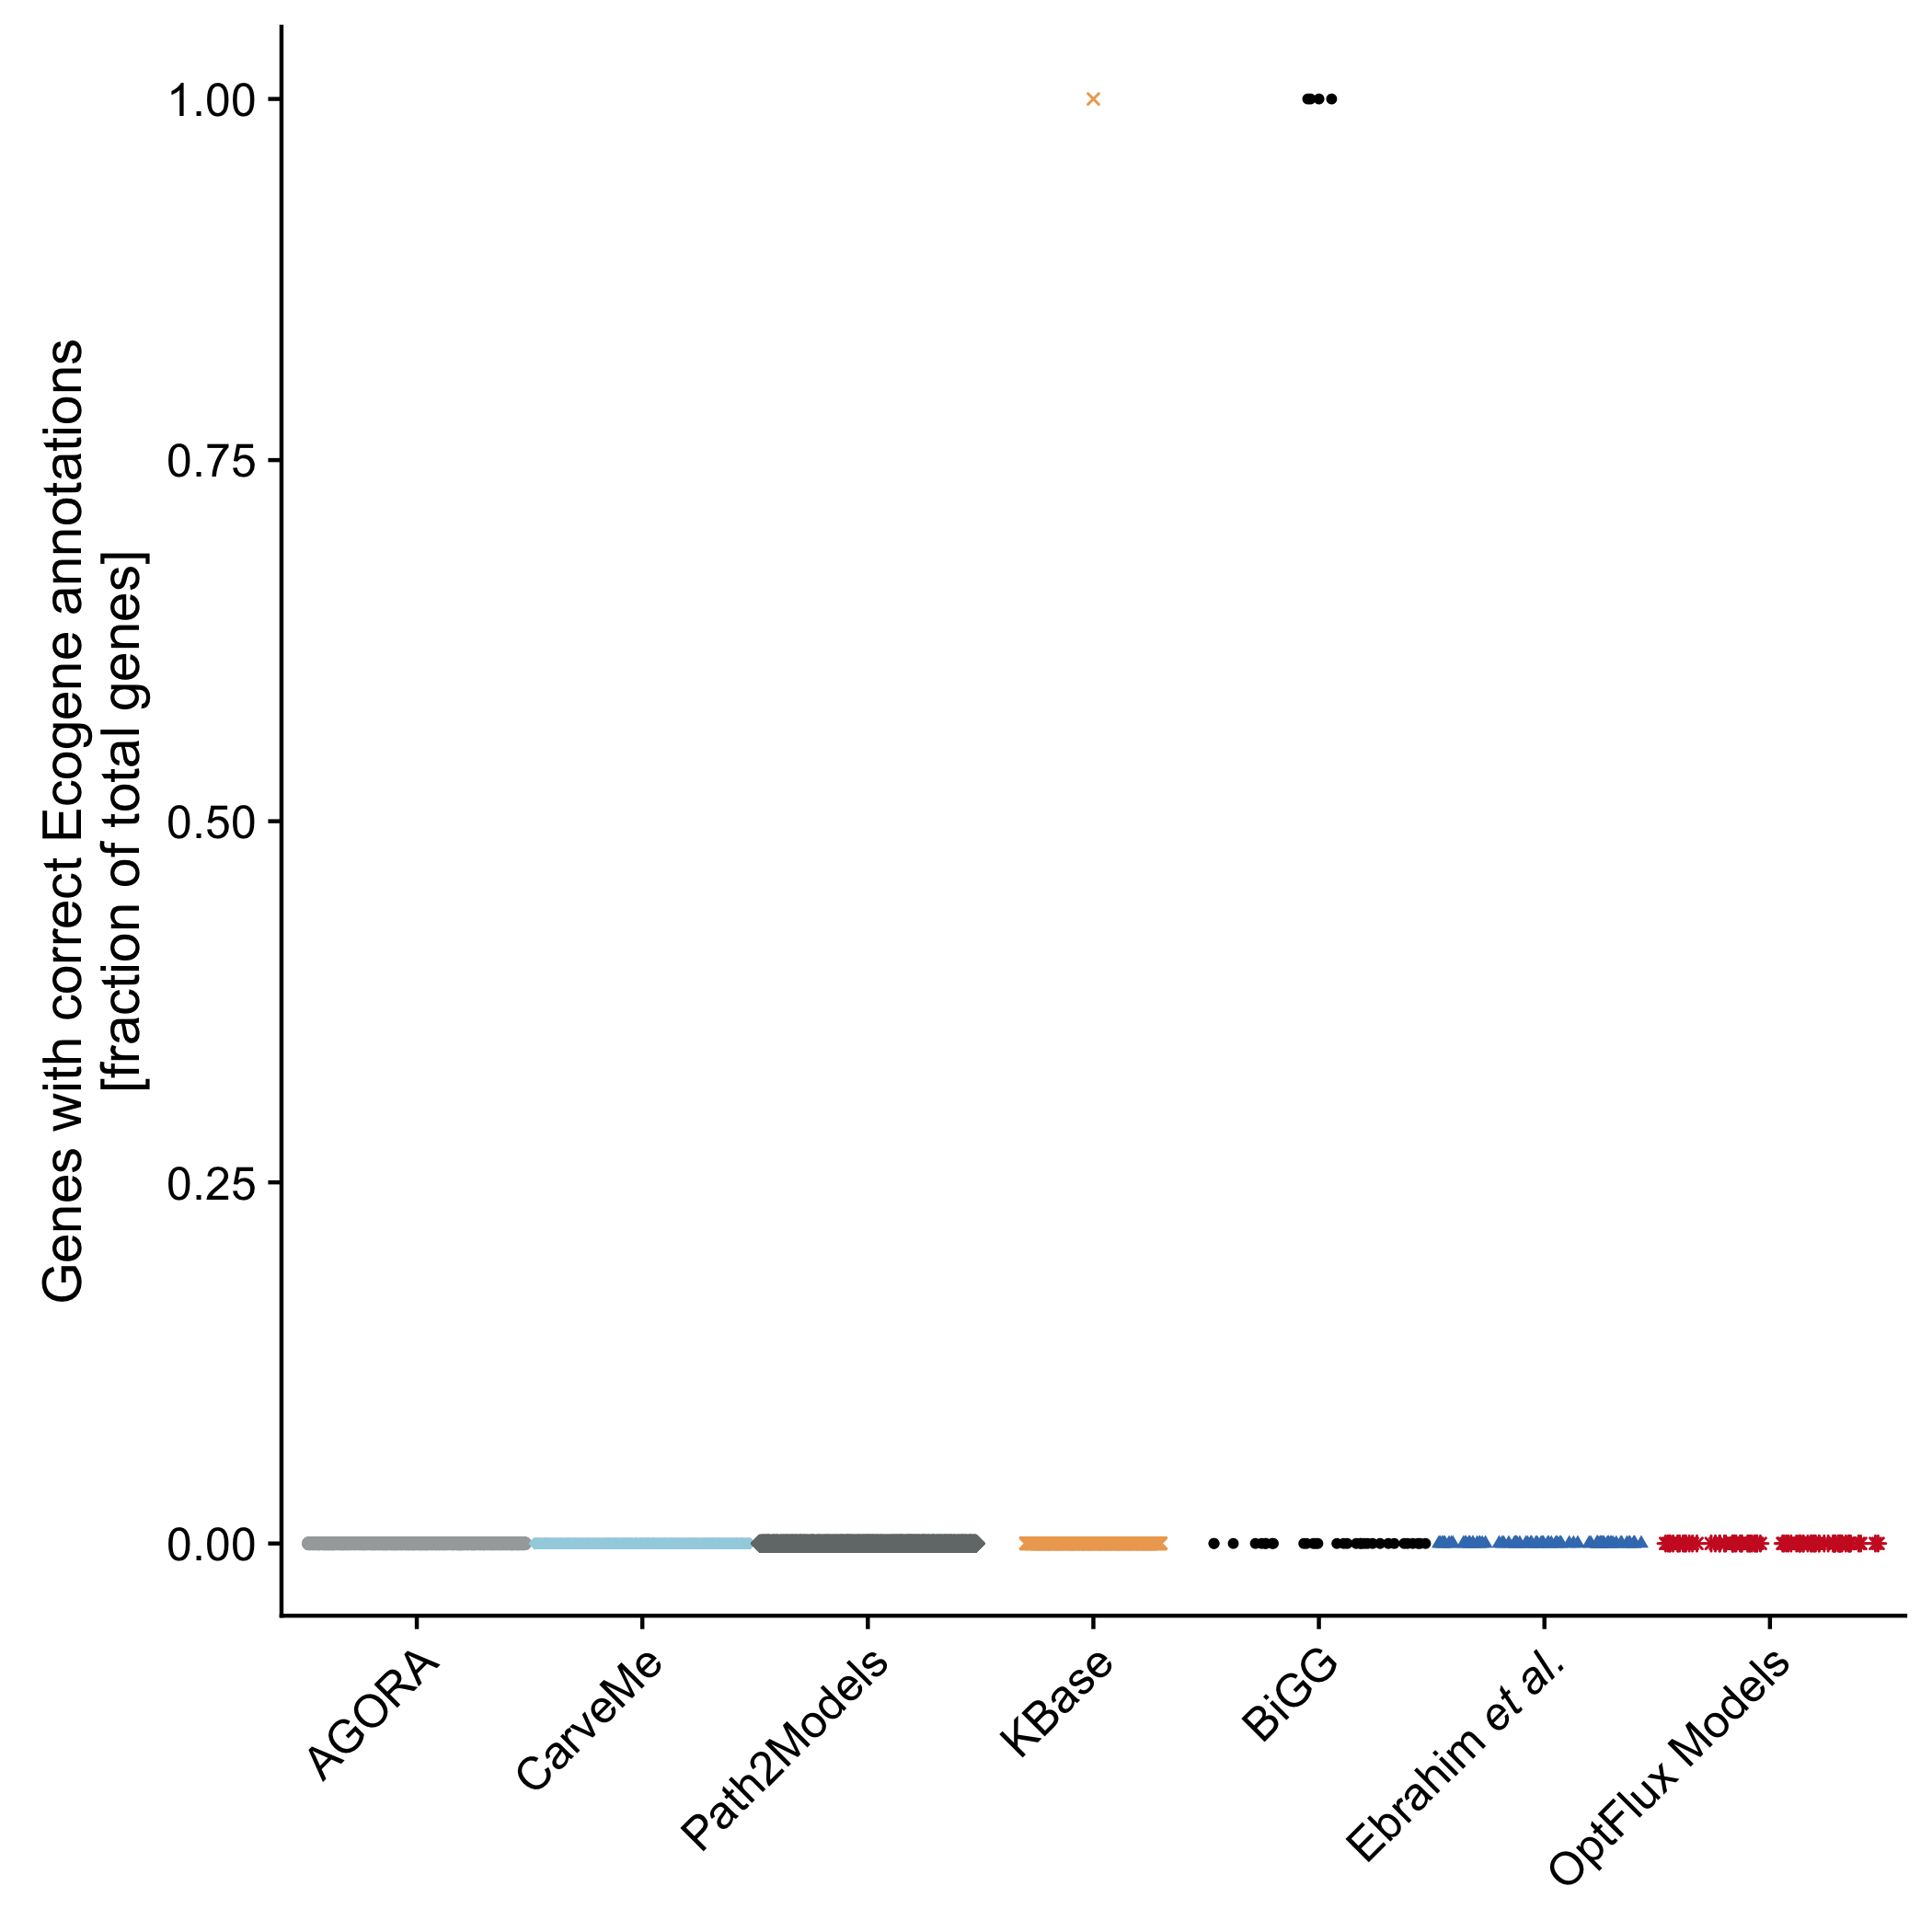 Genes with correct Ecogene annotations
[fraction of total genes]
1.00
0.75
0.50
0.25
0.00
AGORA
CarveMe
Path2Models
KBase
BiGG
Ebrahim et al.
OptFlux Models